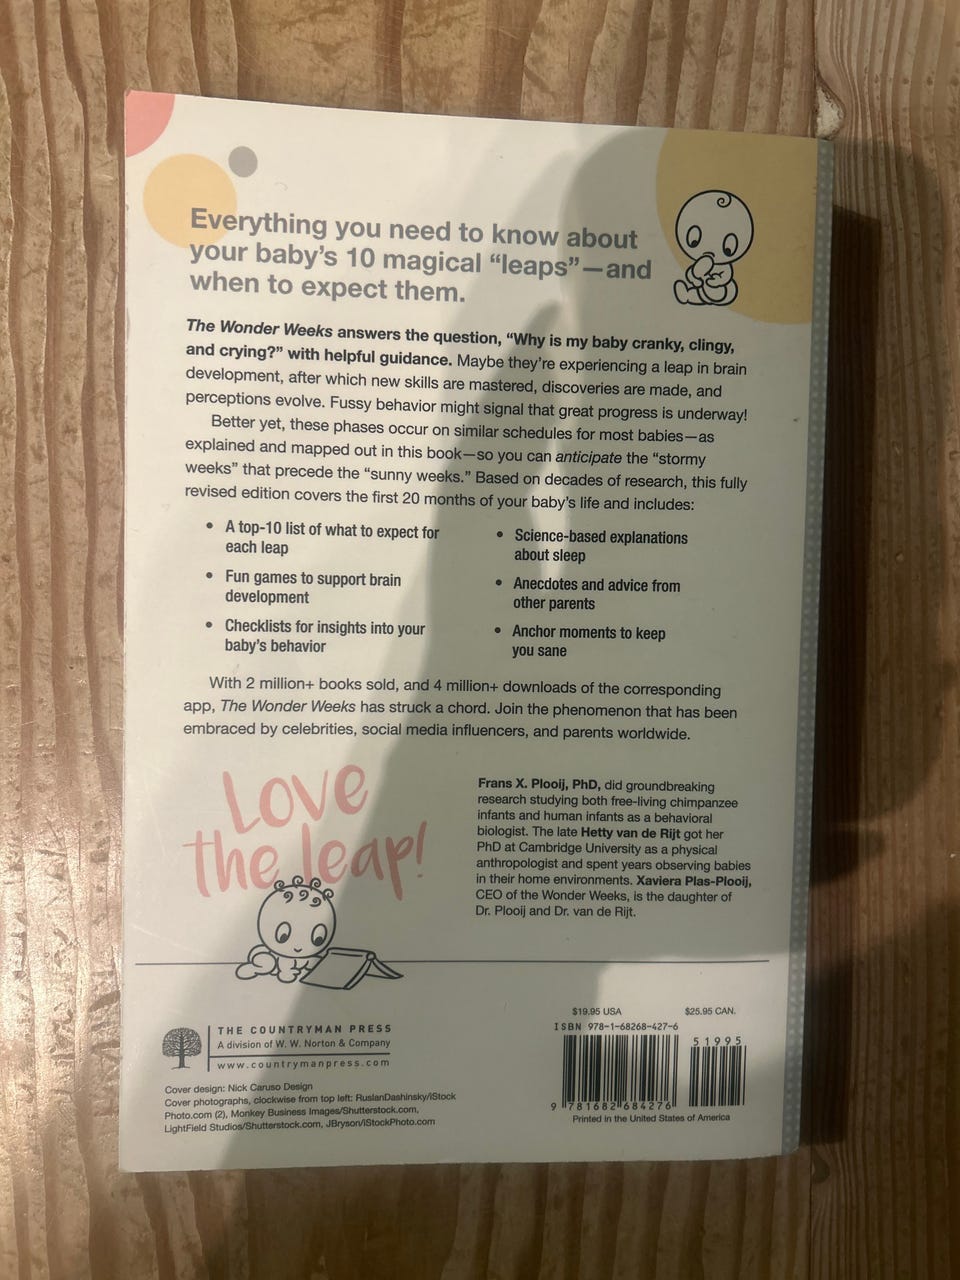 Everything you need to know about
your baby's 10 magical “leaps”—and
when to expect them.
The Wonder Weeks answers the question, “Why is my baby cranky, clingy,
and crying?” with helpful guidance. Maybe they're experiencing a leap in brain
development, after which new skills are mastered, discoveries are made, and
perceptions evolve. Fussy behavior might signal that great progress is underway!
Better yet, these phases occur on similar schedules for most babies—as
explained and mapped out in this book—so you can anticipate the “stormy
weeks” that precede the “sunny weeks.” Based on decades of research, this fully
revised edition covers the first 20 months of your baby's life and includes:
• A top-10 list of what to expect for
each leap
• Fun games to support brain
development
• Checklists for insights into your
baby's behavior
• Science-based explanations
about sleep
• Anecdotes and advice from
other parents
• Anchor moments to keep
you sane
With 2 million+ books sold, and 4 million+ downloads of the corresponding
app, The Wonder Weeks has struck a chord. Join the phenomenon that has been
embraced by celebrities, social media influencers, and parents worldwide.
Love
the leap!
Frans X. Plooij, PhD, did groundbreaking
research studying both free-living chimpanzee
infants and human infants as a behavioral
biologist. The late Hetty van de Rijt got her
PhD at Cambridge University as a physical
anthropologist and spent years observing babies
in their home environments. Xaviera Plas-Plooij,
CEO of the Wonder Weeks, is the daughter of
Dr. Plooij and Dr. van de Rijt.
THE COUNTRYMAN PRESS
A division of W. W. Norton & Company
www.countrymanpress.com
Cover design: Nick Caruso Design
Cover photographs, clockwise from top left: RuslanDashinsky/iStock
Photo.com (2), Monkey Business Images/Shutterstock.com,
LightField Studios/Shutterstock.com, JBryson/iStockPhoto.com
$19.95 USA $25.95 CAN.
ISBN 978-1-68268-427-6
51995
9 781682 684276
Printed in the United States of America